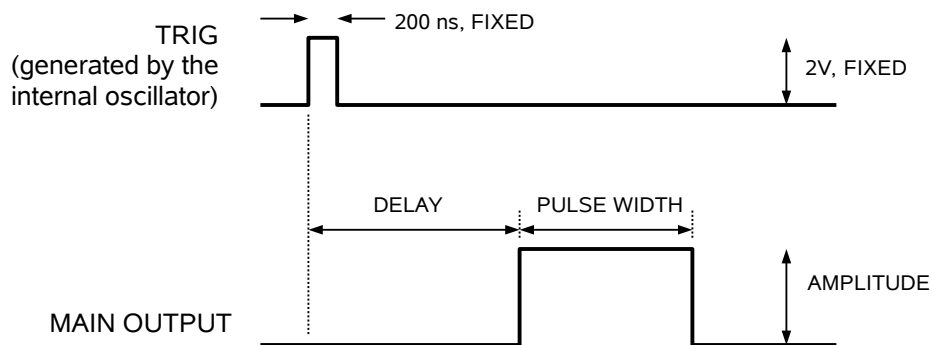 200 ns, FIXED
TRIG
(generated by the
internal oscillator)
2V, FIXED
DELAY
PULSE WIDTH
AMPLITUDE
MAIN OUTPUT